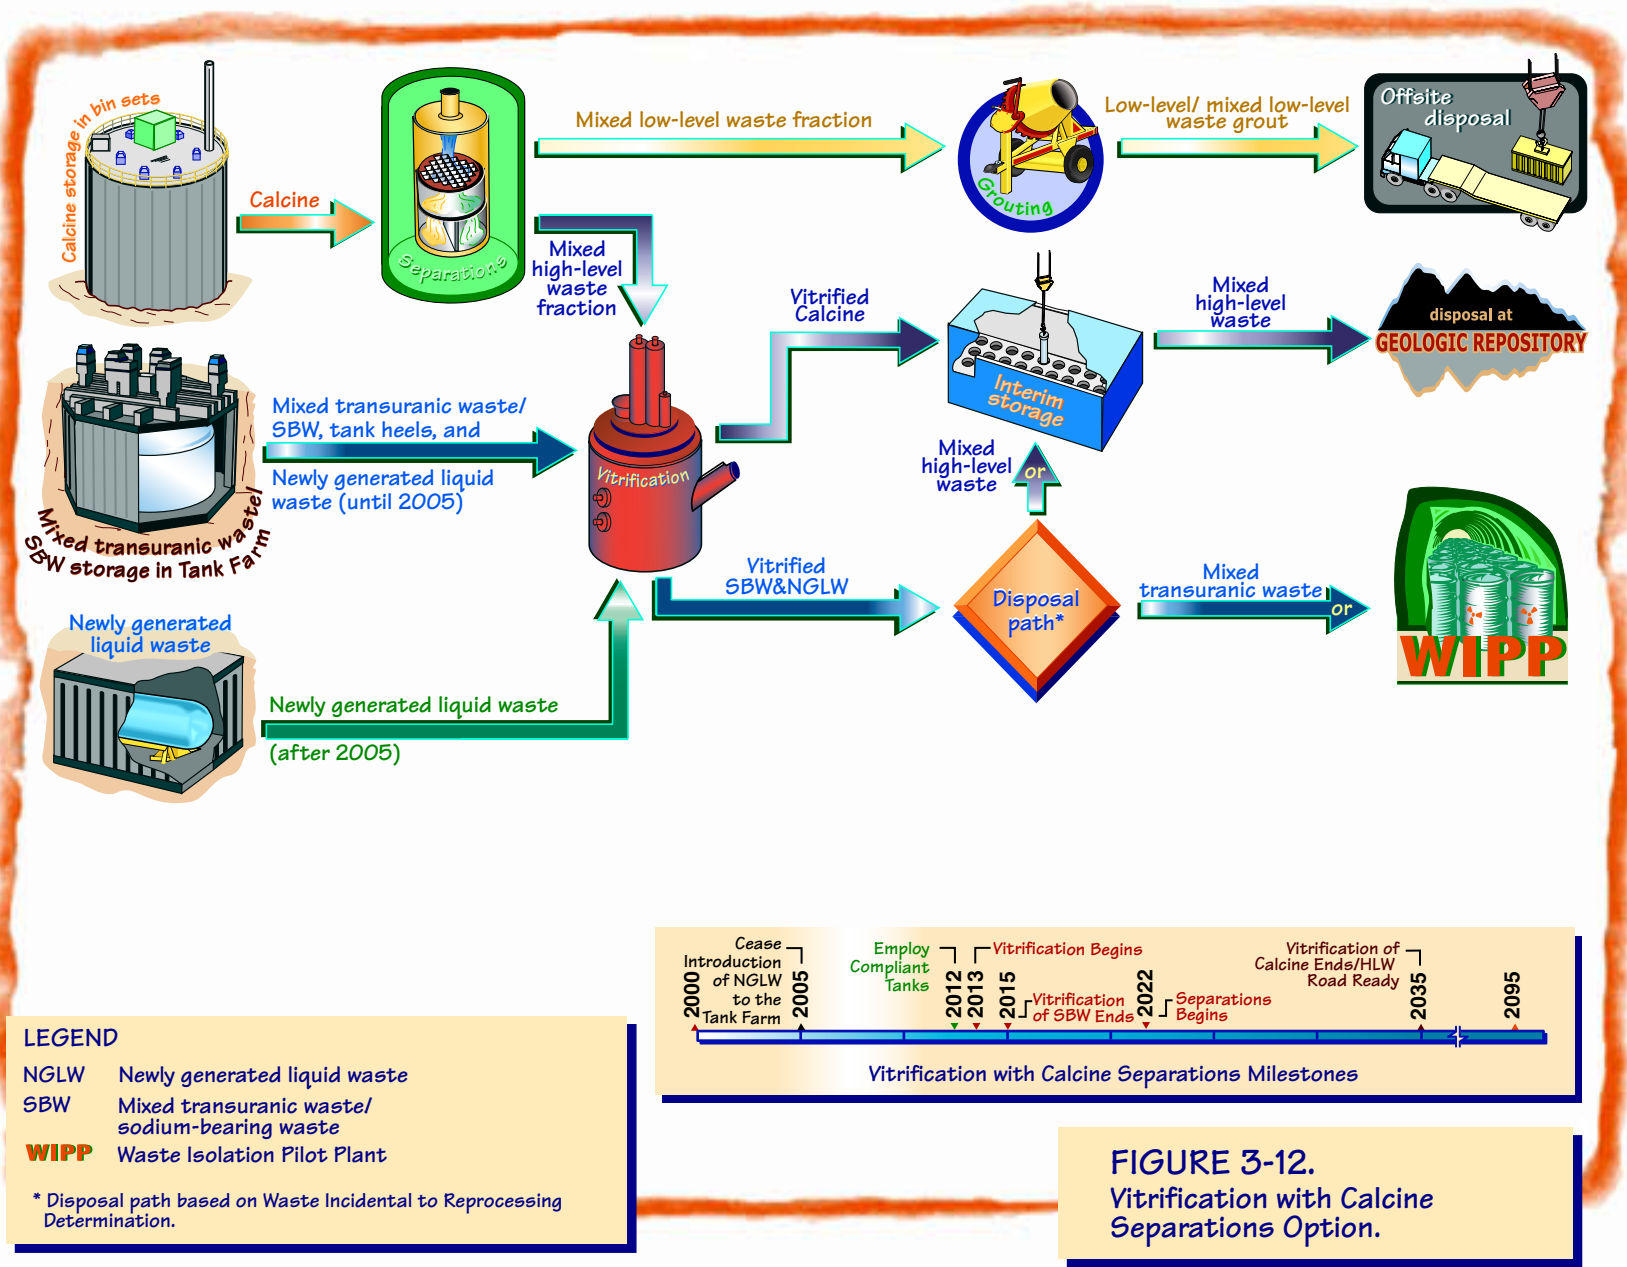 Calcine storage in bin sets
Calcine
Separations
Mixed low-level waste fraction
Grouting
Low-level/ mixed low-level
waste grout
Offsite
disposal
Mixed
high-level
waste
fraction
Vitrified
Calcine
Interim
storage
Mixed
high-level
waste
disposal at
GEOLOGIC REPOSITORY
Mixed transuranic waste/
SBW storage in Tank Farm
Mixed transuranic waste/
SBW, tank heels, and
Newly generated liquid
waste (until 2005)
Vitrification
Mixed
high-level
waste
or
Vitrified
SBW&NGLW
Disposal
path*
Mixed
transuranic waste
or
WIPP
Newly generated
liquid waste
Newly generated liquid waste
(after 2005)
Cease
Introduction
of NGLW
to the
Tank Farm
Employ
Compliant
Tanks
Vitrification Begins
Vitrification
of SBW Ends
Separations
Begins
Vitrification of
Calcine Ends/HLW
Road Ready
2000
2005
2012
2013
2015
2022
2035
2095
Vitrification with Calcine Separations Milestones
LEGEND
NGLW Newly generated liquid waste
SBW Mixed transuranic waste/
sodium-bearing waste
WIPP Waste Isolation Pilot Plant
* Disposal path based on Waste Incidental to Reprocessing
Determination.
FIGURE 3-12.
Vitrification with Calcine
Separations Option.